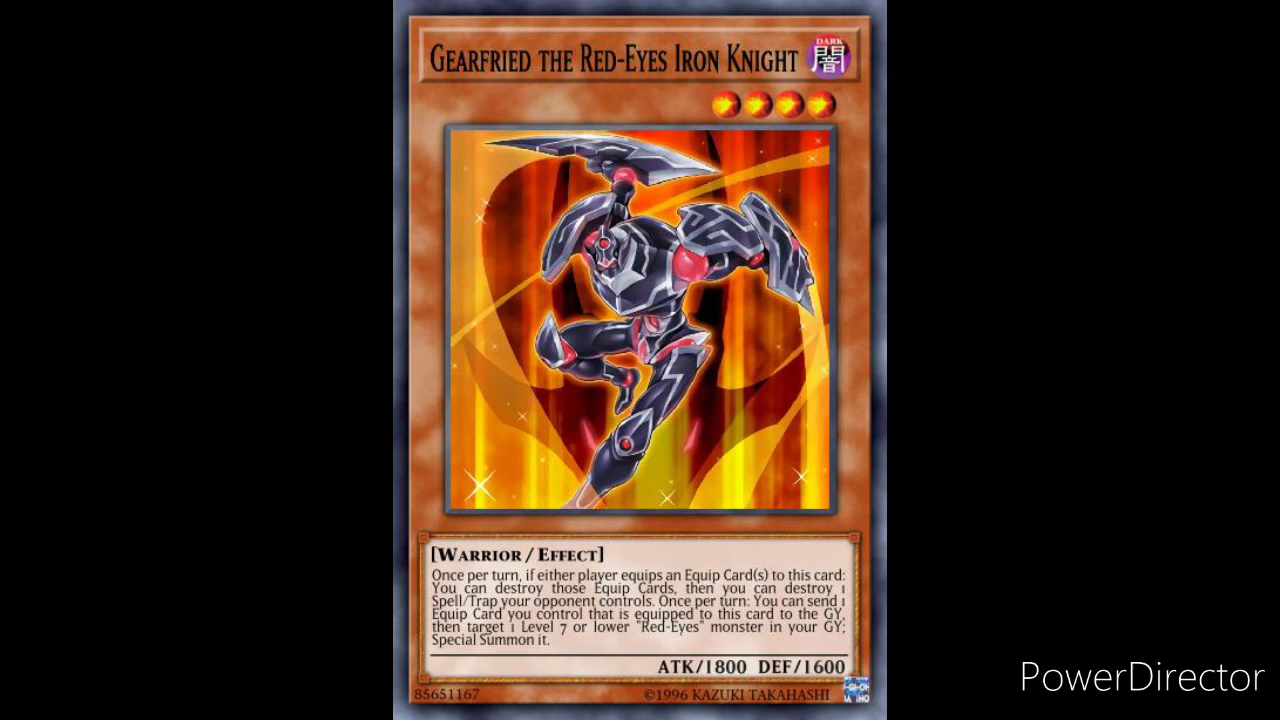 Gearfried the Red-Eyes Iron Knight
DARK
闇
[Warrior / Effect]
Once per turn, if either player equips an Equip Card(s) to this card:
You can destroy those Equip Cards, then you can destroy 1
Spell/Trap your opponent controls. Once per turn: You can send 1
Equip Card you control that is equipped to this card to the GY,
then target 1 Level 7 or lower "Red-Eyes" monster in your GY;
Special Summon it.
ATK/1800 DEF/1600
85651167
©1996 KAZUKI TAKAHASHI
PowerDirector